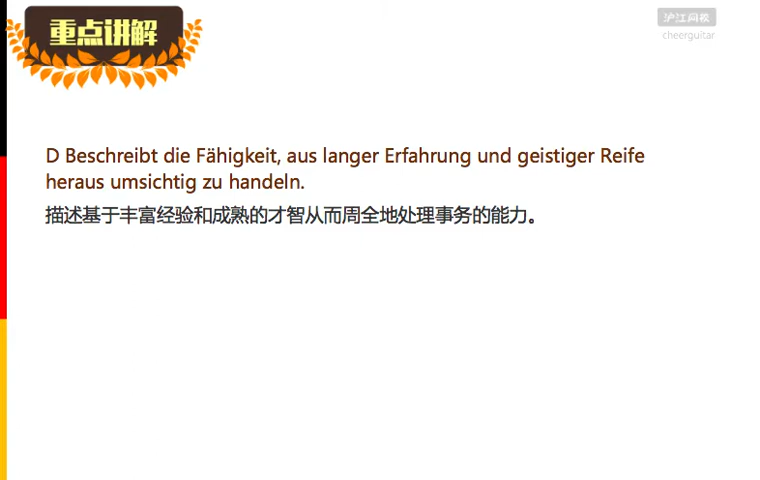 重点讲解
沪江网校
cheerguitar
D Beschreibt die Fähigkeit, aus langer Erfahrung und geistiger Reife
heraus umsichtig zu handeln.
描述基于丰富经验和成熟的才智从而周全地处理事务的能力。